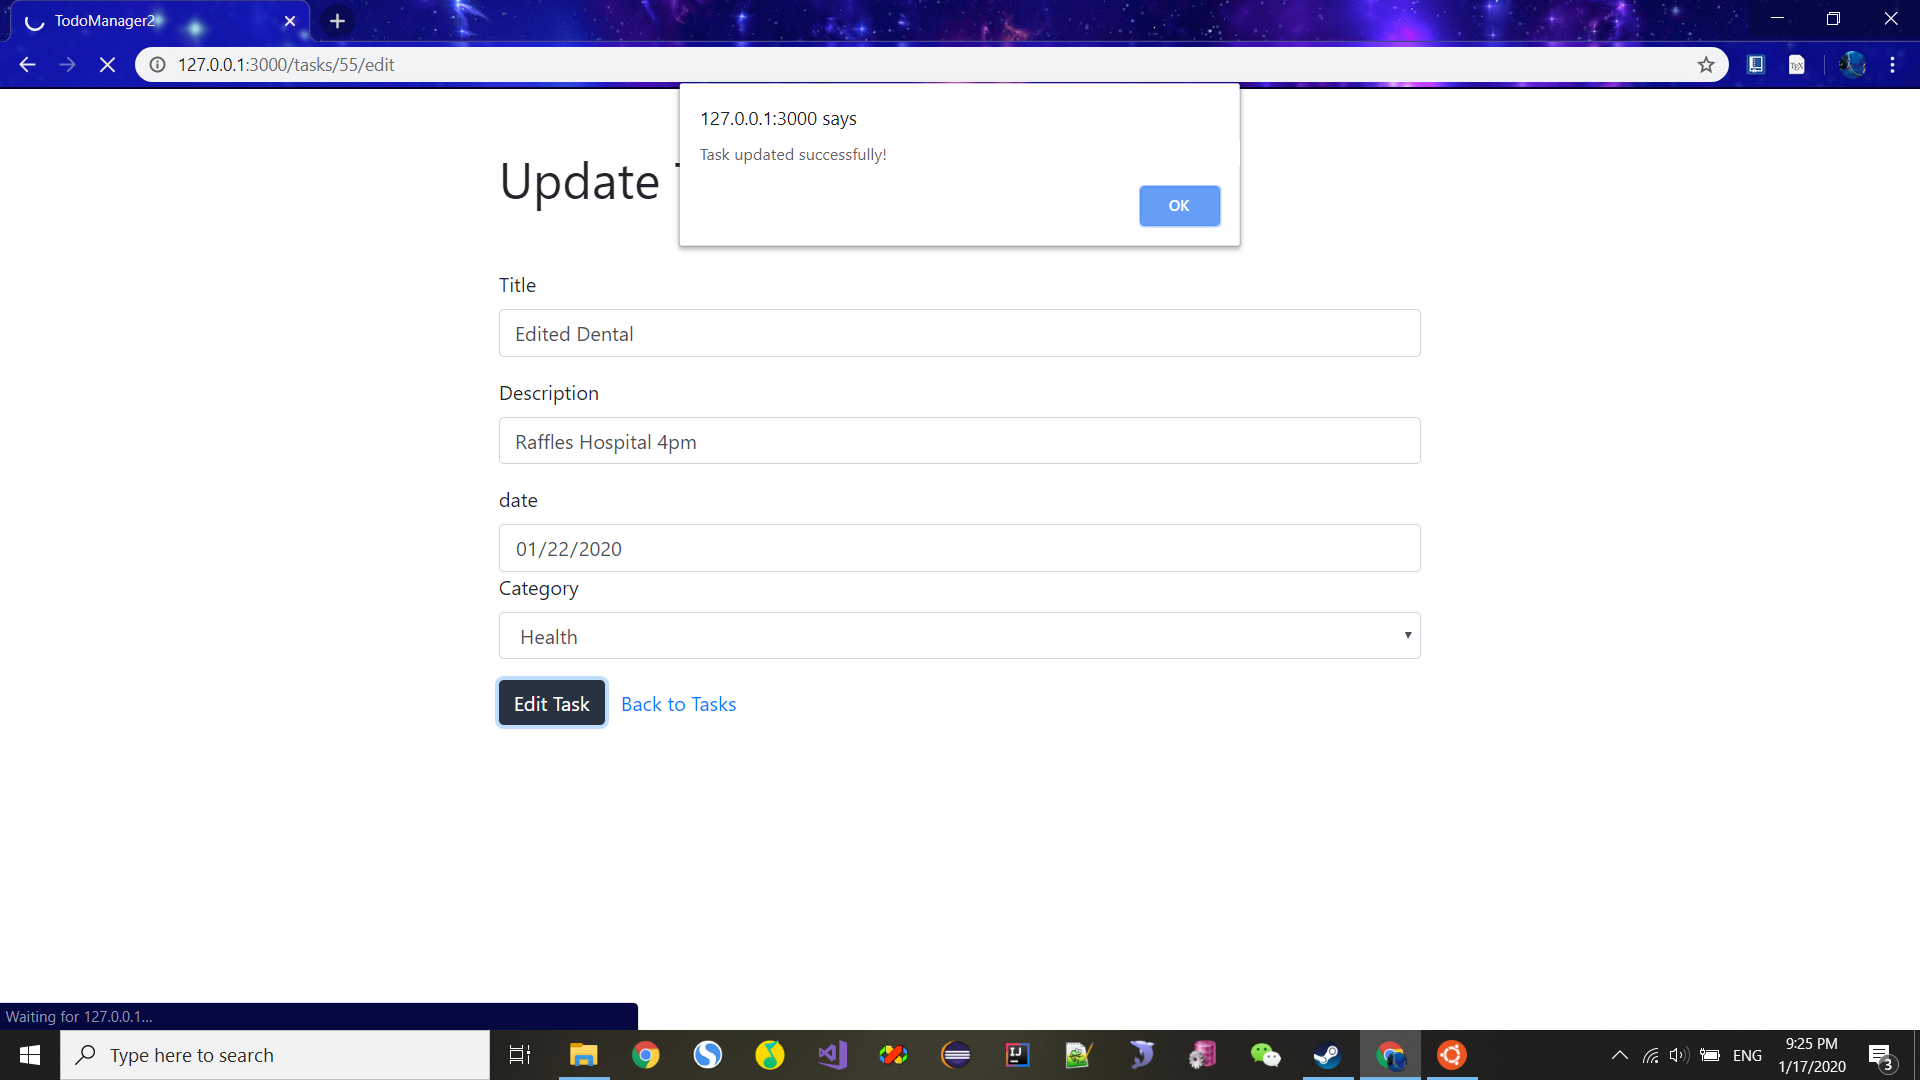 TodoManager2
127.0.0.1:3000/tasks/55/edit
127.0.0.1:3000 says
Task updated successfully!
OK
Update
Title
Edited Dental
Description
Raffles Hospital 4pm
date
01/22/2020
Category
Health
Edit Task Back to Tasks
Waiting for 127.0.0.1...
Type here to search
ENG
9:25 PM
1/17/2020
3